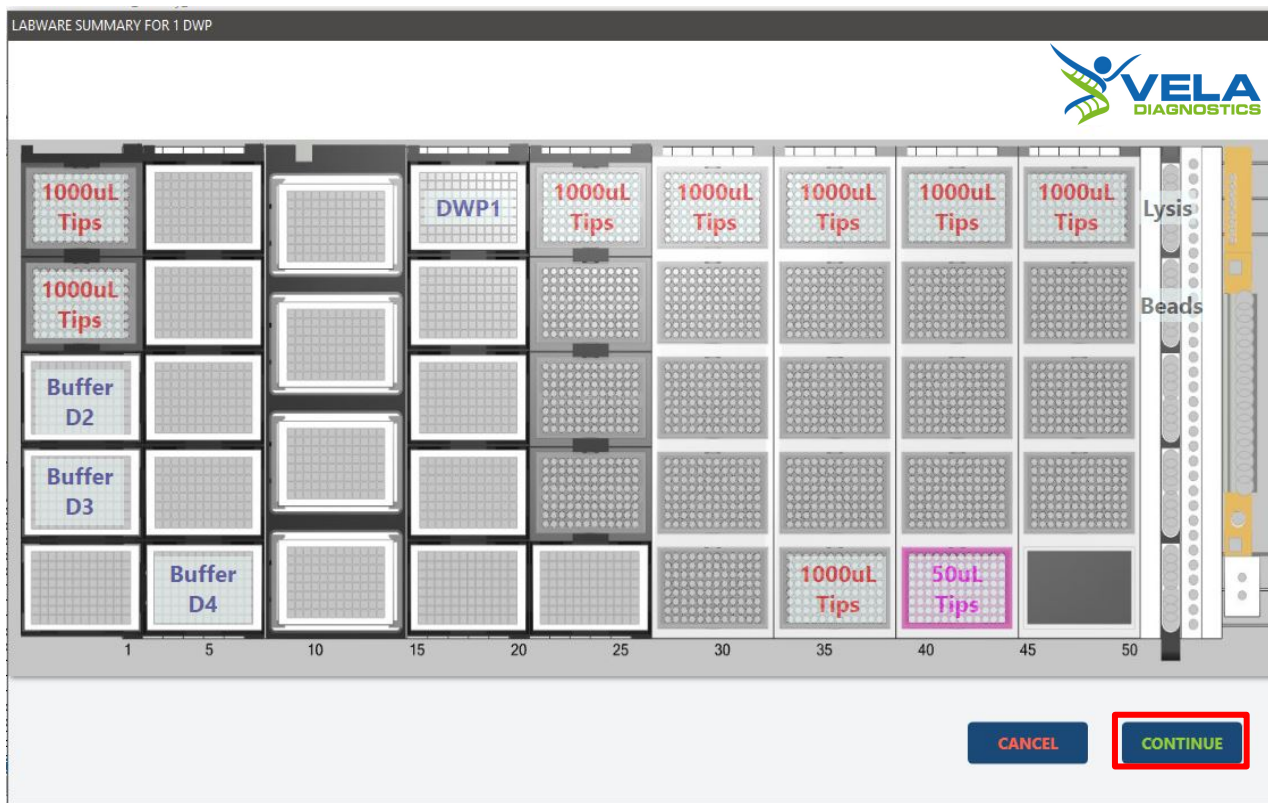 LABWARE SUMMARY FOR 1 DWP
VELA
DIAGNOSTICS
1000uL
Tips
DWP1
1000uL
Tips
1000uL
Tips
1000uL
Tips
1000uL
Tips
1000uL
Tips
Lysis
1000uL
Tips
Beads
Buffer
D2
Buffer
D3
Buffer
D4
1000uL
Tips
50uL
Tips
1 5 10 15 20 25 30 35 40 45 50
CANCEL
CONTINUE